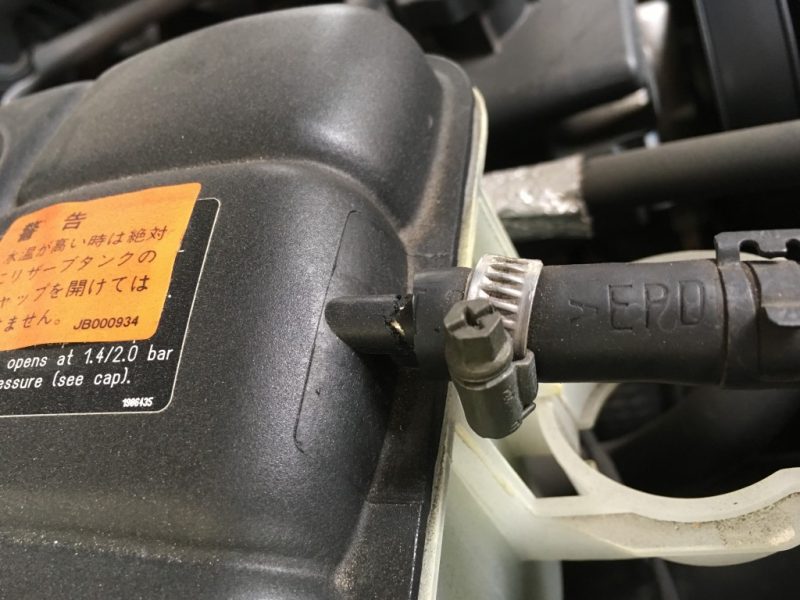 警 告
水温が高い時は絶対
にリザーブタンクの
キャップを開けては
ません。 JB000934
opens at 1.4/2.0 bar
essure (see cap).
1906435
>EPD